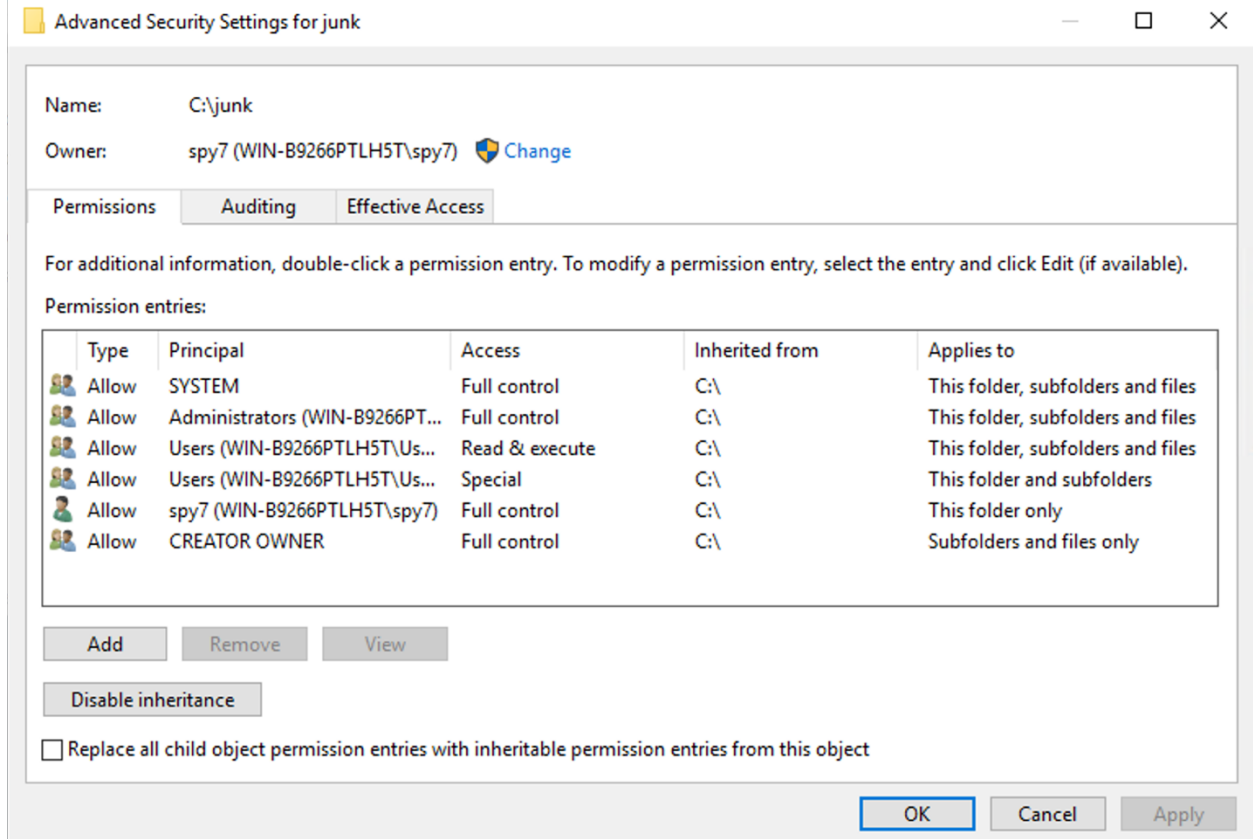 Advanced Security Settings for junk
Name: C:\junk
Owner: spy7 (WIN-B9266PTLH5T\spy7) Change
Permissions Auditing Effective Access
For additional information, double-click a permission entry. To modify a permission entry, select the entry and click Edit (if available).
Permission entries:
Type Principal Access Inherited from Applies to
Allow SYSTEM Full control C:\ This folder, subfolders and files
Allow Administrators (WIN-B9266PT... Full control C:\ This folder, subfolders and files
Allow Users (WIN-B9266PTLH5T\Us... Read & execute C:\ This folder, subfolders and files
Allow Users (WIN-B9266PTLH5T\Us... Special C:\ This folder and subfolders
Allow spy7 (WIN-B9266PTLH5T\spy7) Full control C:\ This folder only
Allow CREATOR OWNER Full control C:\ Subfolders and files only
Add Remove View
Disable inheritance
Replace all child object permission entries with inheritable permission entries from this object
OK Cancel Apply